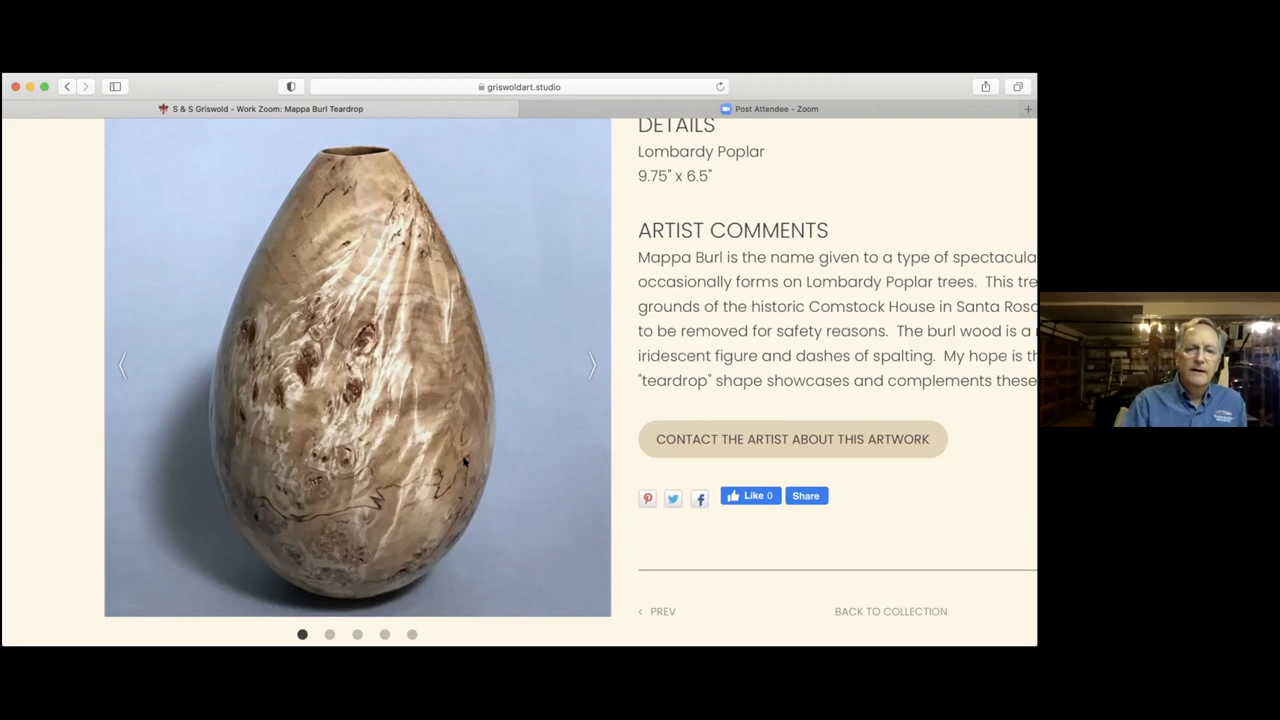 griswoldart.studio
S & S Griswold - Work Zoom: Mappa Burl Teardrop
Post Attendee - Zoom
DETAILS
Lombardy Poplar
9.75" x 6.5"
ARTIST COMMENTS
Mappa Burl is the name given to a type of spectacula
occasionally forms on Lombardy Poplar trees. This tre
grounds of the historic Comstock House in Santa Rosa
to be removed for safety reasons. The burl wood is a
iridescent figure and dashes of spalting. My hope is th
"teardrop" shape showcases and complements these
CONTACT THE ARTIST ABOUT THIS ARTWORK
Like 0
Share
PREV
BACK TO COLLECTION